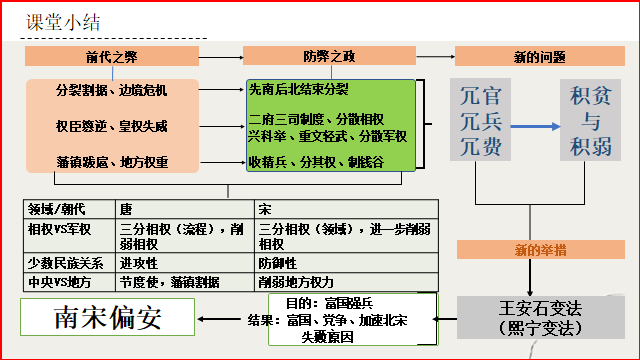 课堂小结
前代之弊
防弊之政
新的问题
分裂割据、边境危机
先南后北结束分裂
权臣篡逆、皇权失威
二府三司制度、分散相权
兴科举、重文轻武、分散军权
藩镇跋扈、地方权重
收精兵、分其权、制钱谷
冗官
冗兵
冗费
积贫
与
积弱
领域/朝代 唐 宋
相权VS军权 三分相权（流程），削弱相权 三分相权（领域），进一步削弱相权
少数民族关系 进攻性 防御性
中央VS地方 节度使，藩镇割据 削弱地方权力
新的举措
王安石变法
（熙宁变法）
目的：富国强兵
结果：富国、党争、加速北宋
失败原因
南宋偏安